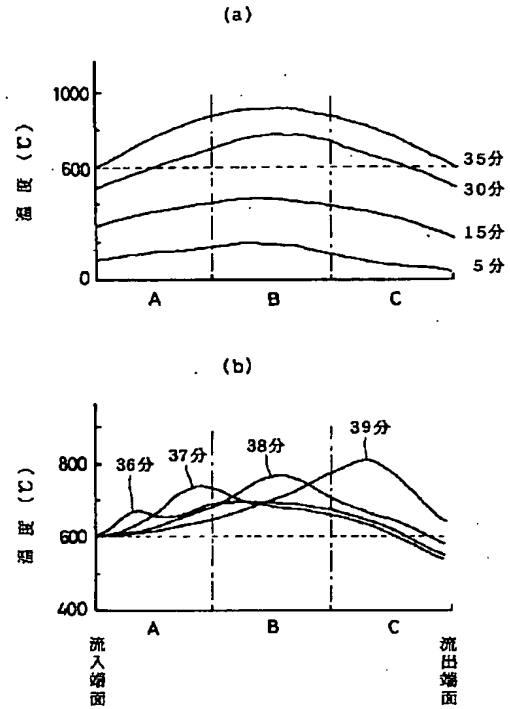 (a)
温度 (℃)
1000
600
0
35分
30分
15分
5分
A
B
C
(b)
温度 (℃)
800
600
400
36分
37分
38分
39分
A
B
C
流入端面
流出端面